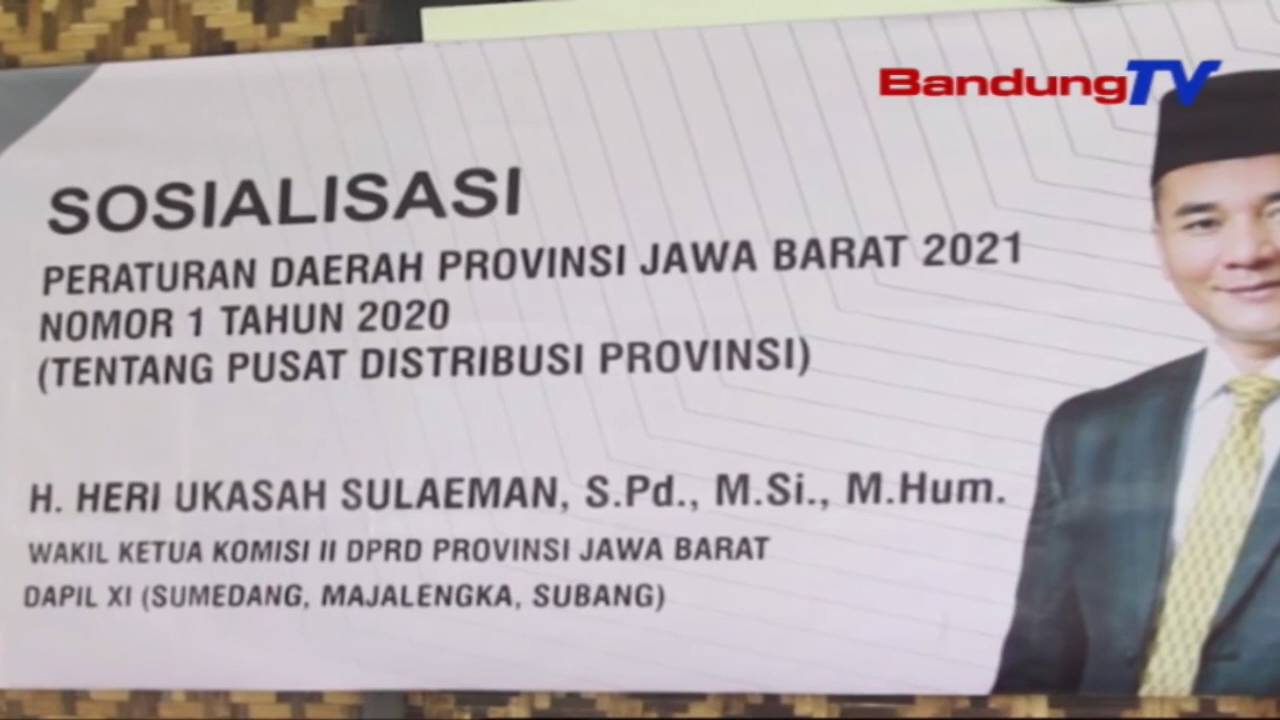 BandungTV
SOSIALISASI
PERATURAN DAERAH PROVINSI JAWA BARAT 2021
NOMOR 1 TAHUN 2020
(TENTANG PUSAT DISTRIBUSI PROVINSI)
H. HERI UKASAH SULAEMAN, S.Pd., M.Si., M.Hum.
WAKIL KETUA KOMISI II DPRD PROVINSI JAWA BARAT
DAPIL XI (SUMEDANG, MAJALENGKA, SUBANG)